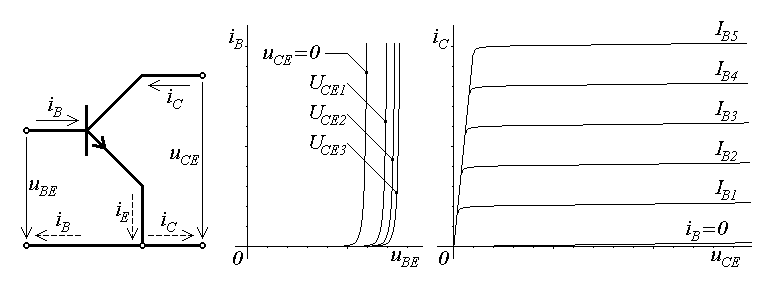 i_B
i_C
u_CE
u_BE
i_E
i_B
i_C
i_B
u_CE=0
U_CE1
U_CE2
U_CE3
0
u_BE
i_C
I_B5
I_B4
I_B3
I_B2
I_B1
i_B=0
0
u_CE